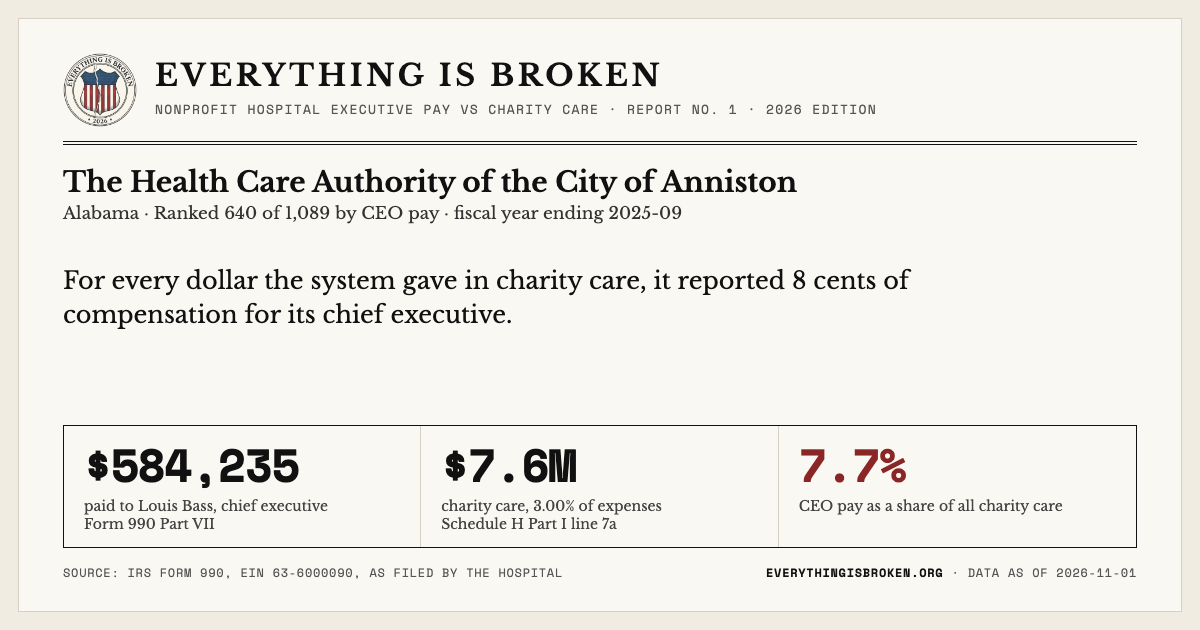 EVERYTHING IS BROKEN
· 2026 ·
EVERYTHING IS BROKEN
NONPROFIT HOSPITAL EXECUTIVE PAY VS CHARITY CARE · REPORT NO. 1 · 2026 EDITION
The Health Care Authority of the City of Anniston
Alabama · Ranked 640 of 1,089 by CEO pay · fiscal year ending 2025-09
For every dollar the system gave in charity care, it reported 8 cents of
compensation for its chief executive.
$584,235
paid to Louis Bass, chief executive
Form 990 Part VII
$7.6M
charity care, 3.00% of expenses
Schedule H Part I line 7a
7.7%
CEO pay as a share of all charity care
SOURCE: IRS FORM 990, EIN 63-6000090, AS FILED BY THE HOSPITAL
EVERYTHINGISBROKEN.ORG · DATA AS OF 2026-11-01